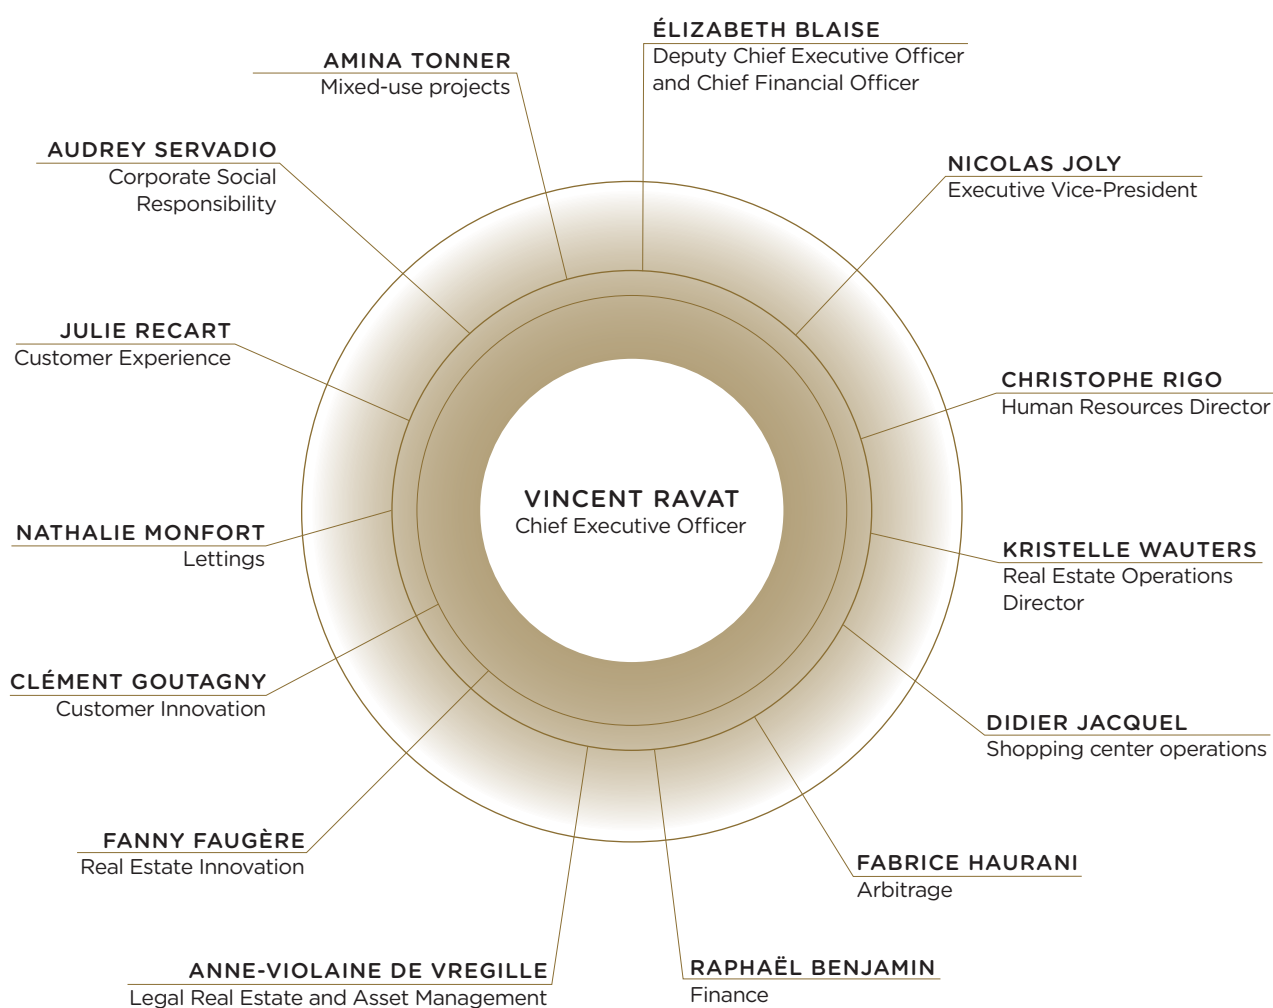 ÉLIZABETH BLAISE
Deputy Chief Executive Officer
and Chief Financial Officer
NICOLAS JOLY
Executive Vice-President
CHRISTOPHE RIGO
Human Resources Director
KRISTELLE WAUTERS
Real Estate Operations
Director
DIDIER JACQUEL
Shopping center operations
FABRICE HAURANI
Arbitrage
RAPHAËL BENJAMIN
Finance
ANNE-VIOLAINE DE VREGILLE
Legal Real Estate and Asset Management
FANNY FAUGÈRE
Real Estate Innovation
CLÉMENT GOUTAGNY
Customer Innovation
NATHALIE MONFORT
Lettings
JULIE RECART
Customer Experience
AUDREY SERVADIO
Corporate Social
Responsibility
AMINA TONNER
Mixed-use projects
VINCENT RAVAT
Chief Executive Officer